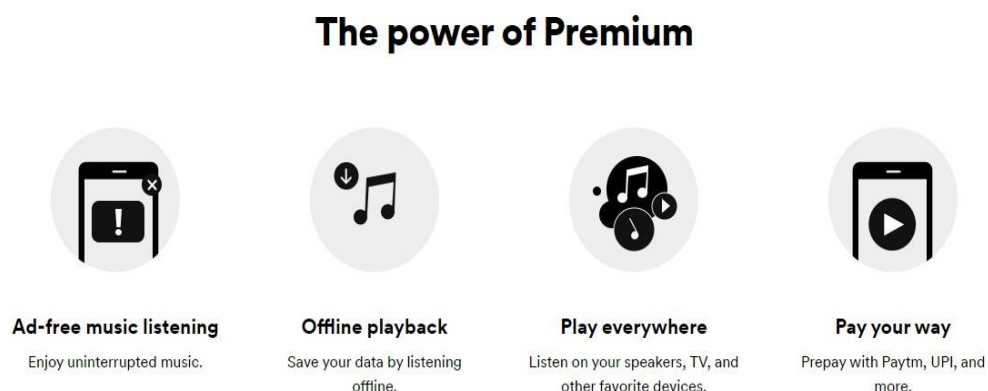 The power of Premium
Ad-free music listening
Enjoy uninterrupted music.
Offline playback
Save your data by listening
offline.
Play everywhere
Listen on your speakers, TV, and
other favorite devices.
Pay your way
Prepay with Paytm, UPI, and
more.